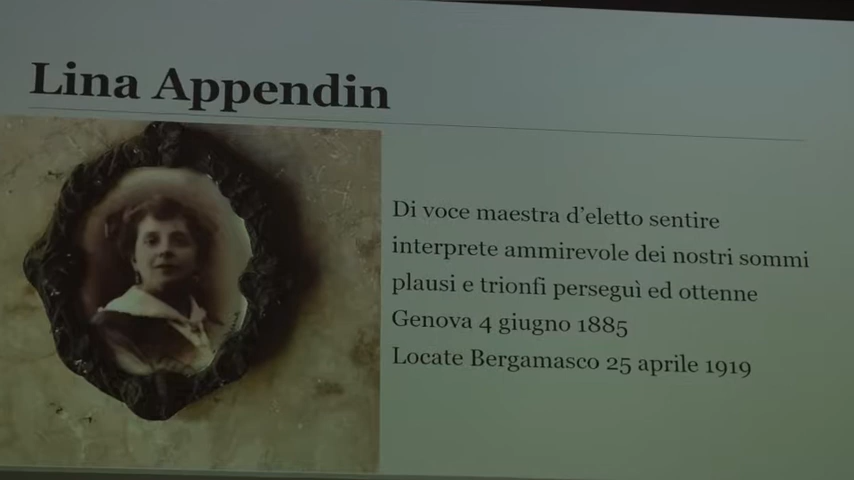 Lina Appendin
Di voce maestra d'eletto sentire
interprete ammirevole dei nostri sommi
plausi e trionfi perseguì ed ottenne
Genova 4 giugno 1885
Locate Bergamasco 25 aprile 1919